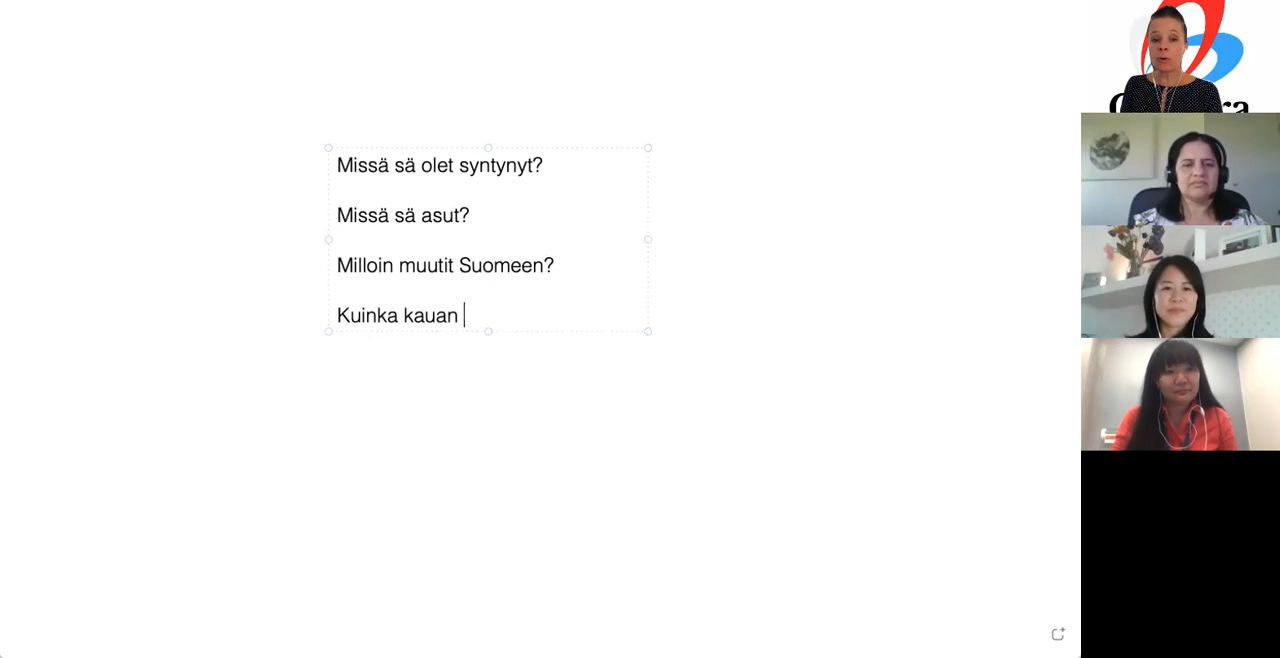 Missä sä olet syntynyt?
Missä sä asut?
Milloin muutit Suomeen?
Kuinka kauan